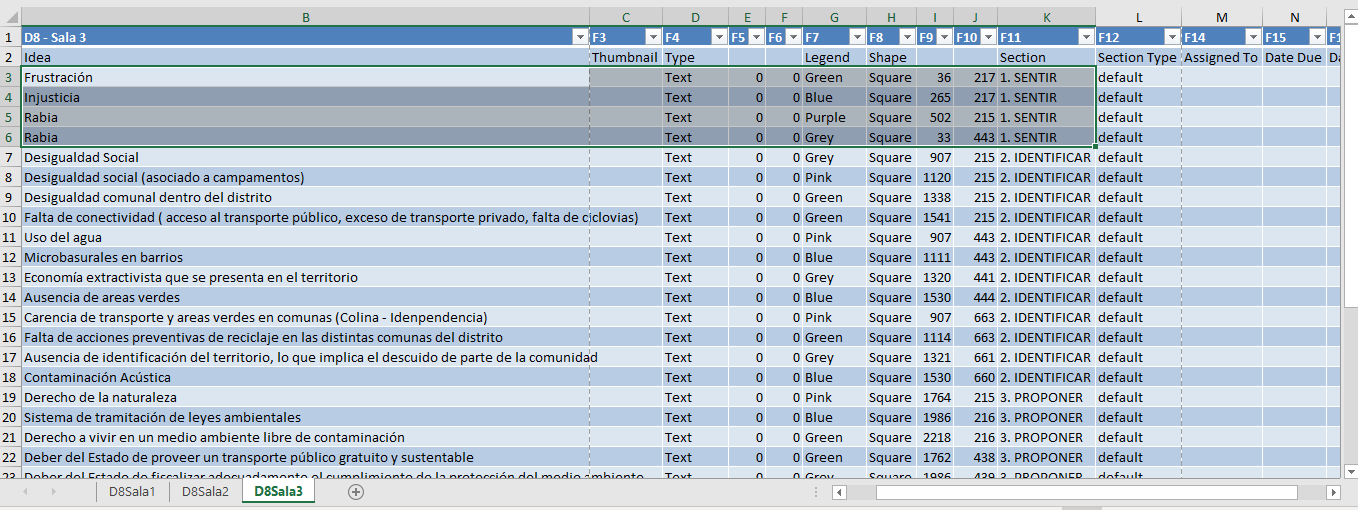 B C D E F G H I J K L M N
1 D8 - Sala 3 F3 F4 F5 F6 F7 F8 F9 F10 F11 F12 F14 F15 F1
2 Idea Thumbnail Type Legend Shape Section Section Type Assigned To Date Due Da
3 Frustración Text 0 0 Green Square 36 217 1. SENTIR default
4 Injusticia Text 0 0 Blue Square 265 217 1. SENTIR default
5 Rabia Text 0 0 Purple Square 502 215 1. SENTIR default
6 Rabia Text 0 0 Grey Square 33 443 1. SENTIR default
7 Desigualdad Social Text 0 0 Grey Square 907 215 2. IDENTIFICAR default
8 Desigualdad social (asociado a campamentos) Text 0 0 Pink Square 1120 215 2. IDENTIFICAR default
9 Desigualdad comunal dentro del distrito Text 0 0 Green Square 1338 215 2. IDENTIFICAR default
10 Falta de conectividad ( acceso al transporte público, exceso de transporte privado, falta de ciclovias) Text 0 0 Green Square 1541 215 2. IDENTIFICAR default
11 Uso del agua Text 0 0 Pink Square 907 443 2. IDENTIFICAR default
12 Microbasurales en barrios Text 0 0 Blue Square 1111 443 2. IDENTIFICAR default
13 Economía extractivista que se presenta en el territorio Text 0 0 Grey Square 1320 441 2. IDENTIFICAR default
14 Ausencia de areas verdes Text 0 0 Blue Square 1530 444 2. IDENTIFICAR default
15 Carencia de transporte y areas verdes en comunas (Colina - Idenpendencia) Text 0 0 Pink Square 907 663 2. IDENTIFICAR default
16 Falta de acciones preventivas de reciclaje en las distintas comunas del distrito Text 0 0 Green Square 1114 663 2. IDENTIFICAR default
17 Ausencia de identificación del territorio, lo que implica el descuido de parte de la comunidad Text 0 0 Grey Square 1321 661 2. IDENTIFICAR default
18 Contaminación Acústica Text 0 0 Blue Square 1530 660 2. IDENTIFICAR default
19 Derecho de la naturaleza Text 0 0 Pink Square 1764 215 3. PROPONER default
20 Sistema de tramitación de leyes ambientales Text 0 0 Blue Square 1986 216 3. PROPONER default
21 Derecho a vivir en un medio ambiente libre de contaminación Text 0 0 Green Square 2218 216 3. PROPONER default
22 Deber del Estado de proveer un transporte público gratuito y sustentable Text 0 0 Green Square 1762 438 3. PROPONER default
23 Deber del Estado de fiscalizar adecuadamente el cumplimiento de la protección del medio ambiente Text 0 0 Grey Square 1986 439 3. PROPONER default
D8Sala1 D8Sala2 D8Sala3